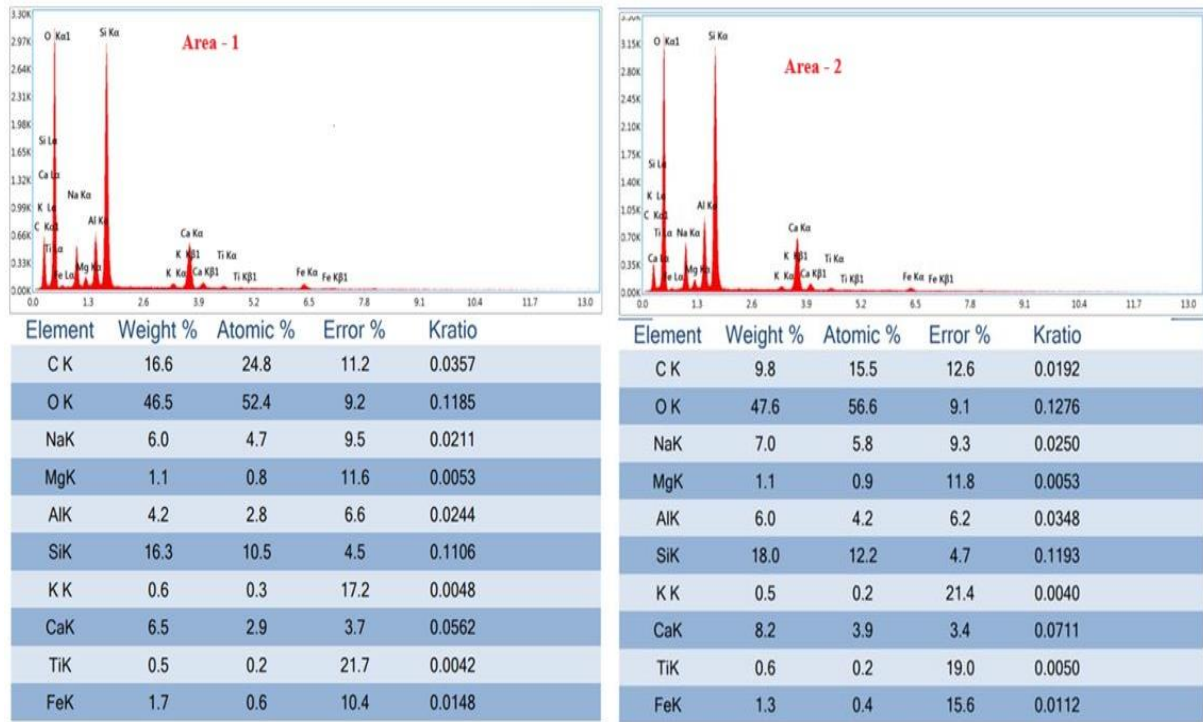 3.30K
2.97K
2.64K
2.31K
1.98K
1.65K
1.32K
0.99K
0.66K
0.33K
0.00K
O Kα1
Si Kα
Area - 1
Si Lα
Ca Lα
Na Kα
K Lα
C Kα1
Al Kα
Ti Lα
Mg Kα
Fe Lα
Ca Kα
K Kβ1
K Kα
Ca Kβ1
Ti Kα
Ti Kβ1
Fe Kα
Fe Kβ1
0.0 1.3 2.6 3.9 5.2 6.5 7.8 9.1 10.4 11.7 13.0
Element Weight % Atomic % Error % Kratio
C K 16.6 24.8 11.2 0.0357
O K 46.5 52.4 9.2 0.1185
NaK 6.0 4.7 9.5 0.0211
MgK 1.1 0.8 11.6 0.0053
AlK 4.2 2.8 6.6 0.0244
SiK 16.3 10.5 4.5 0.1106
K K 0.6 0.3 17.2 0.0048
CaK 6.5 2.9 3.7 0.0562
TiK 0.5 0.2 21.7 0.0042
FeK 1.7 0.6 10.4 0.0148
3.15K
2.80K
2.45K
2.10K
1.75K
1.40K
1.05K
0.70K
0.35K
0.00K
O Kα1
Si Kα
Area - 2
Si Lα
K Lα
C Kα1
Al Kα
Ti Lα
Na Kα
Ca Lα
Mg Kα
Fe Lα
Ca Kα
K Kβ1
K Kα
Ca Kβ1
Ti Kα
Ti Kβ1
Fe Kα
Fe Kβ1
0.0 1.3 2.6 3.9 5.2 6.5 7.8 9.1 10.4 11.7 13.0
Element Weight % Atomic % Error % Kratio
C K 9.8 15.5 12.6 0.0192
O K 47.6 56.6 9.1 0.1276
NaK 7.0 5.8 9.3 0.0250
MgK 1.1 0.9 11.8 0.0053
AlK 6.0 4.2 6.2 0.0348
SiK 18.0 12.2 4.7 0.1193
K K 0.5 0.2 21.4 0.0040
CaK 8.2 3.9 3.4 0.0711
TiK 0.6 0.2 19.0 0.0050
FeK 1.3 0.4 15.6 0.0112